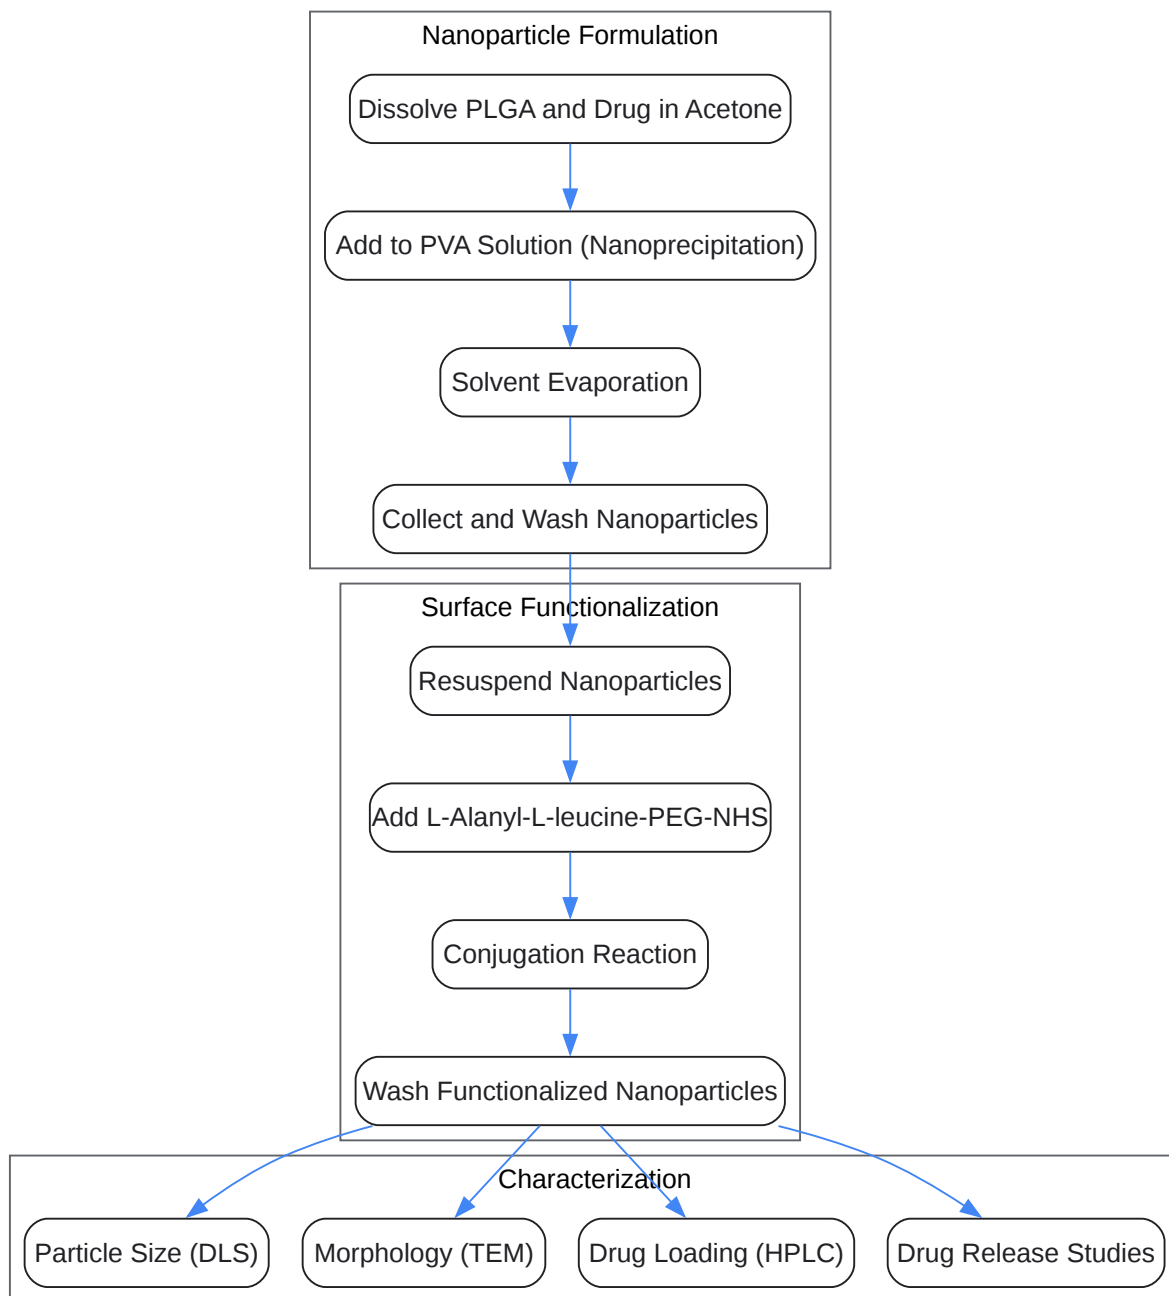 Nanoparticle Formulation
Dissolve PLGA and Drug in Acetone
Add to PVA Solution (Nanoprecipitation)
Solvent Evaporation
Collect and Wash Nanoparticles
Surface Functionalization
Resuspend Nanoparticles
Add L-Alanyl-L-leucine-PEG-NHS
Conjugation Reaction
Wash Functionalized Nanoparticles
Characterization
Particle Size (DLS)
Morphology (TEM)
Drug Loading (HPLC)
Drug Release Studies